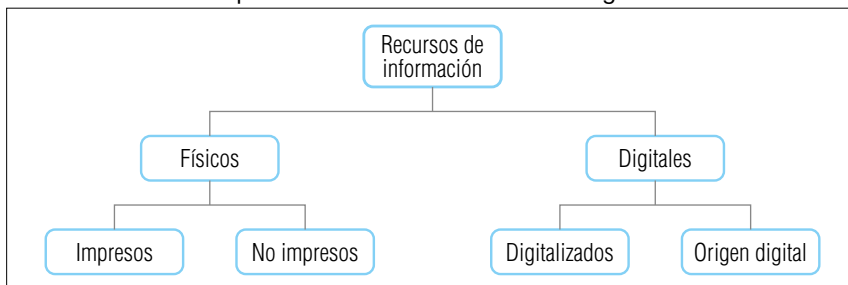 Recursos de
información
Físicos
Digitales
Impresos
No impresos
Digitalizados
Origen digital